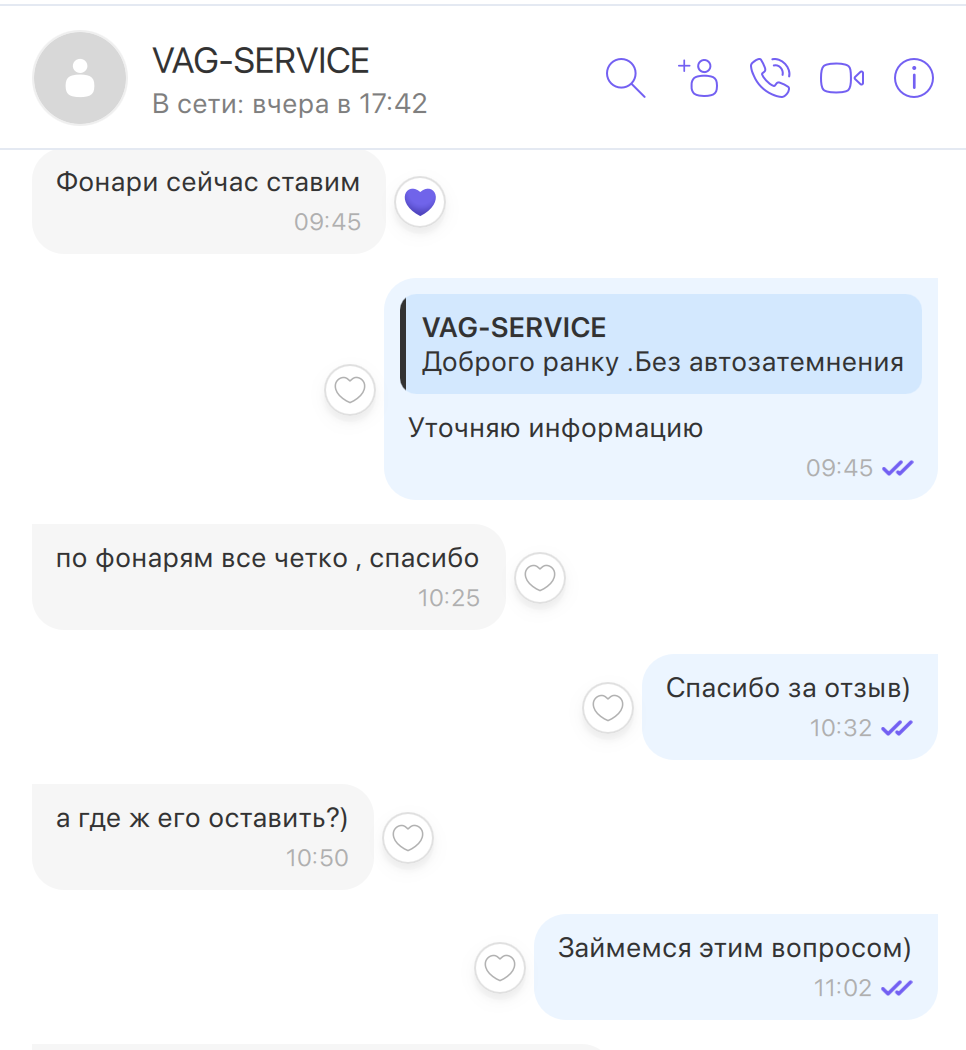 VAG-SERVICE
В сети: вчера в 17:42
Фонари сейчас ставим
09:45
VAG-SERVICE
Доброго ранку .Без автозатемнения
Уточняю информацию
09:45
по фонарям все четко , спасибо
10:25
Спасибо за отзыв)
10:32
а где ж его оставить?)
10:50
Займемся этим вопросом)
11:02